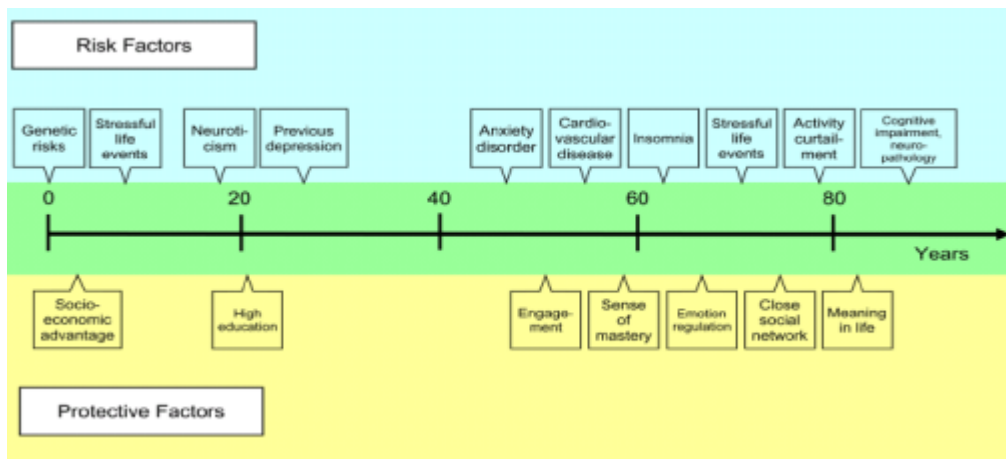 Risk Factors
Genetic
risks
Stressful
life
events
Neuroti-
cism
Previous
depression
Anxiety
disorder
Cardio-
vascular
disease
Insomnia
Stressful
life
events
Activity
curtail-
ment
Cognitive
impairment,
neuro-
pathology
0
20
40
60
80
Years
Socio-
economic
advantage
High
education
Engage-
ment
Sense
of
mastery
Emotion
regulation
Close
social
network
Meaning
in life
Protective Factors